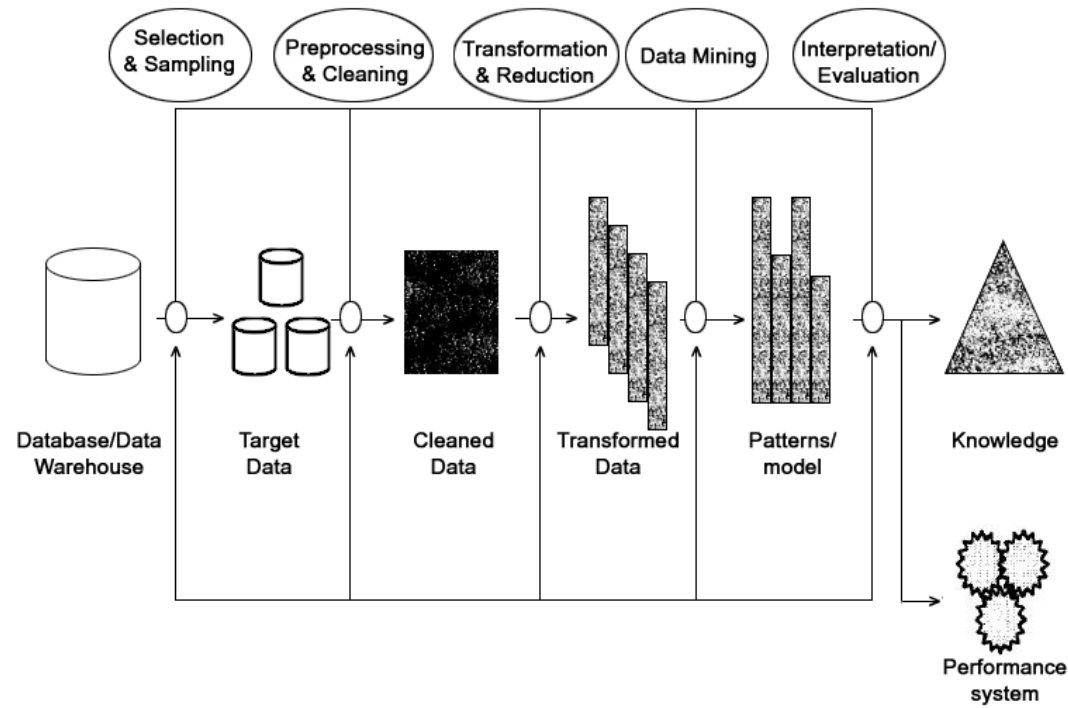 Selection
& Sampling
Preprocessing
& Cleaning
Transformation
& Reduction
Data Mining
Interpretation/
Evaluation
Database/Data
Warehouse
Target
Data
Cleaned
Data
Transformed
Data
Patterns/
model
Knowledge
Performance
system